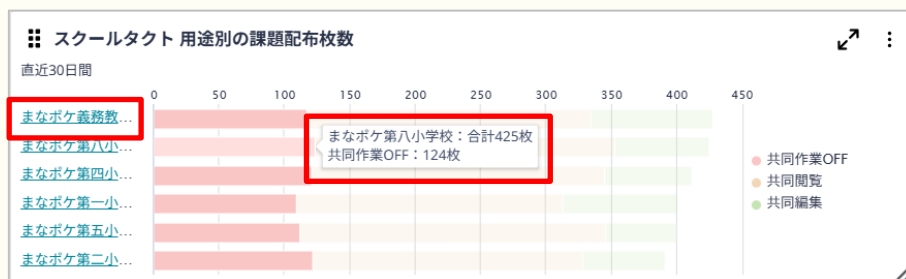 スクールタクト 用途別の課題配布枚数
直近30日間
0 50 100 150 200 250 300 350 400 450
まなポケ義務教…
まなポケ第八小…
まなポケ第四小…
まなポケ第一小…
まなポケ第五小…
まなポケ第二小…
まなポケ第八小学校：合計425枚
共同作業OFF：124枚
共同作業OFF
共同閲覧
共同編集